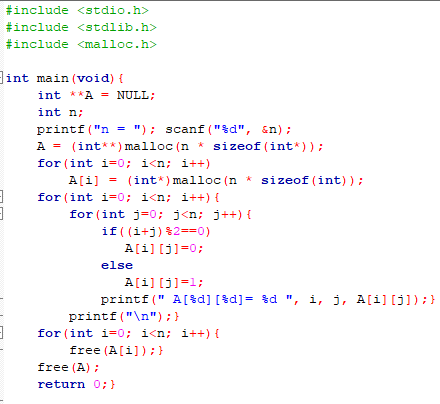 #include <stdio.h>
#include <stdlib.h>
#include <malloc.h>
int main(void){
int **A = NULL;
int n;
printf("n = "); scanf("%d", &n);
A = (int**)malloc(n * sizeof(int*));
for(int i=0; i<n; i++)
A[i] = (int*)malloc(n * sizeof(int));
for(int i=0; i<n; i++){
for(int j=0; j<n; j++){
if((i+j)%2==0)
A[i][j]=0;
else
A[i][j]=1;
printf(" A[%d][%d]= %d ", i, j, A[i][j]);}
printf("\n");}
for(int i=0; i<n; i++){
free(A[i]);}
free(A);
return 0;}